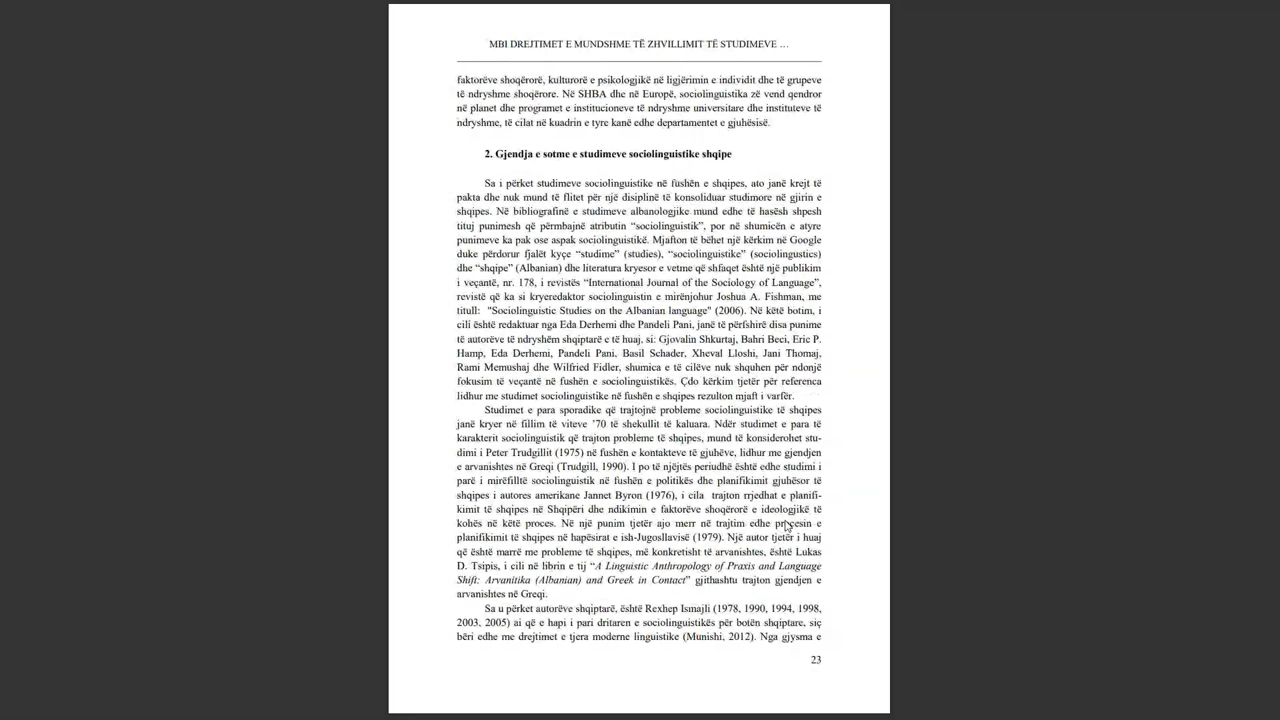 MBI DREJTIMET E MUNDSHME TË ZHVILLIMIT TË STUDIMEVE …
faktorëve shoqërorë, kulturorë e psikologjikë në ligjërimin e individit dhe të grupeve
të ndryshme shoqërore. Në SHBA dhe në Europë, sociolinguistika zë vend qendror
në planet dhe programet e institucioneve të ndryshme universitare dhe instituteve të
ndryshme, të cilat në kuadrin e tyre kanë edhe departamentet e gjuhësisë.
2. Gjendja e sotme e studimeve sociolinguistike shqipe
Sa i përket studimeve sociolinguistike në fushën e shqipes, ato janë krejt të
pakta dhe nuk mund të flitet për një disiplinë të konsoliduar studimore në gjirin e
shqipes. Në bibliografinë e studimeve albanologjike mund edhe të hasësh shpesh
tituj punimesh që përmbajnë atributin “sociolinguistik”, por në shumicën e atyre
punimeve ka pak ose aspak sociolinguistikë. Mjafton të bëhet një kërkim në Google
duke përdorur fjalët kyçe “studime” (studies), “sociolinguistike” (sociolingustics)
dhe “shqipe” (Albanian) dhe literatura kryesor e vetme që shfaqet është një publikim
i veçantë, nr. 178, i revistës “International Journal of the Sociology of Language”,
revistë që ka si kryeredaktor sociolinguistin e mirënjohur Joshua A. Fishman, me
titull: "Sociolinguistic Studies on the Albanian language" (2006). Në këtë botim, i
cili është redaktuar nga Eda Derhemi dhe Pandeli Pani, janë të përfshirë disa punime
të autorëve të ndryshëm shqiptarë e të huaj, si: Gjovalin Shkurtaj, Bahri Beci, Eric P.
Hamp, Eda Derhemi, Pandeli Pani, Basil Schader, Xheval Lloshi, Jani Thomaj,
Rami Memushaj dhe Wilfried Fidler, shumica e të cilëve nuk shquhen për ndonjë
fokusim të veçantë në fushën e sociolinguistikës. Çdo kërkim tjetër për referenca
lidhur me studimet sociolinguistike në fushën e shqipes rezulton mjaft i varfër.
Studimet e para sporadike që trajtojnë probleme sociolinguistike të shqipes
janë kryer në fillim të viteve ’70 të shekullit të kaluara. Ndër studimet e para të
karakterit sociolinguistik që trajton probleme të shqipes, mund të konsiderohet stu-
dimi i Peter Trudgillit (1975) në fushën e kontakteve të gjuhëve, lidhur me gjendjen
e arvanishtes në Greqi (Trudgill, 1990). I po të njëjtës periudhë është edhe studimi i
parë i mirëfilltë sociolinguistik në fushën e politikës dhe planifikimit gjuhësor të
shqipes i autores amerikane Jannet Byron (1976), i cila trajton rrjedhat e planifi-
kimit të shqipes në Shqipëri dhe ndikimin e faktorëve shoqërorë e ideologjikë të
kohës në këtë proces. Në një punim tjetër ajo merr në trajtim edhe procesin e
planifikimit të shqipes në hapësirat e ish-Jugosllavisë (1979). Një autor tjetër i huaj
që është marrë me probleme të shqipes, më konkretisht të arvanishtes, është Lukas
D. Tsipis, i cili në librin e tij “A Linguistic Anthropology of Praxis and Language
Shift: Arvanitika (Albanian) and Greek in Contact” gjithashtu trajton gjendjen e
arvanishtes në Greqi.
Sa u përket autorëve shqiptarë, është Rexhep Ismajli (1978, 1990, 1994, 1998,
2003, 2005) ai që e hapi i pari dritaren e sociolinguistikës për botën shqiptare, siç
bëri edhe me drejtimet e tjera moderne linguistike (Munishi, 2012). Nga gjysma e
23